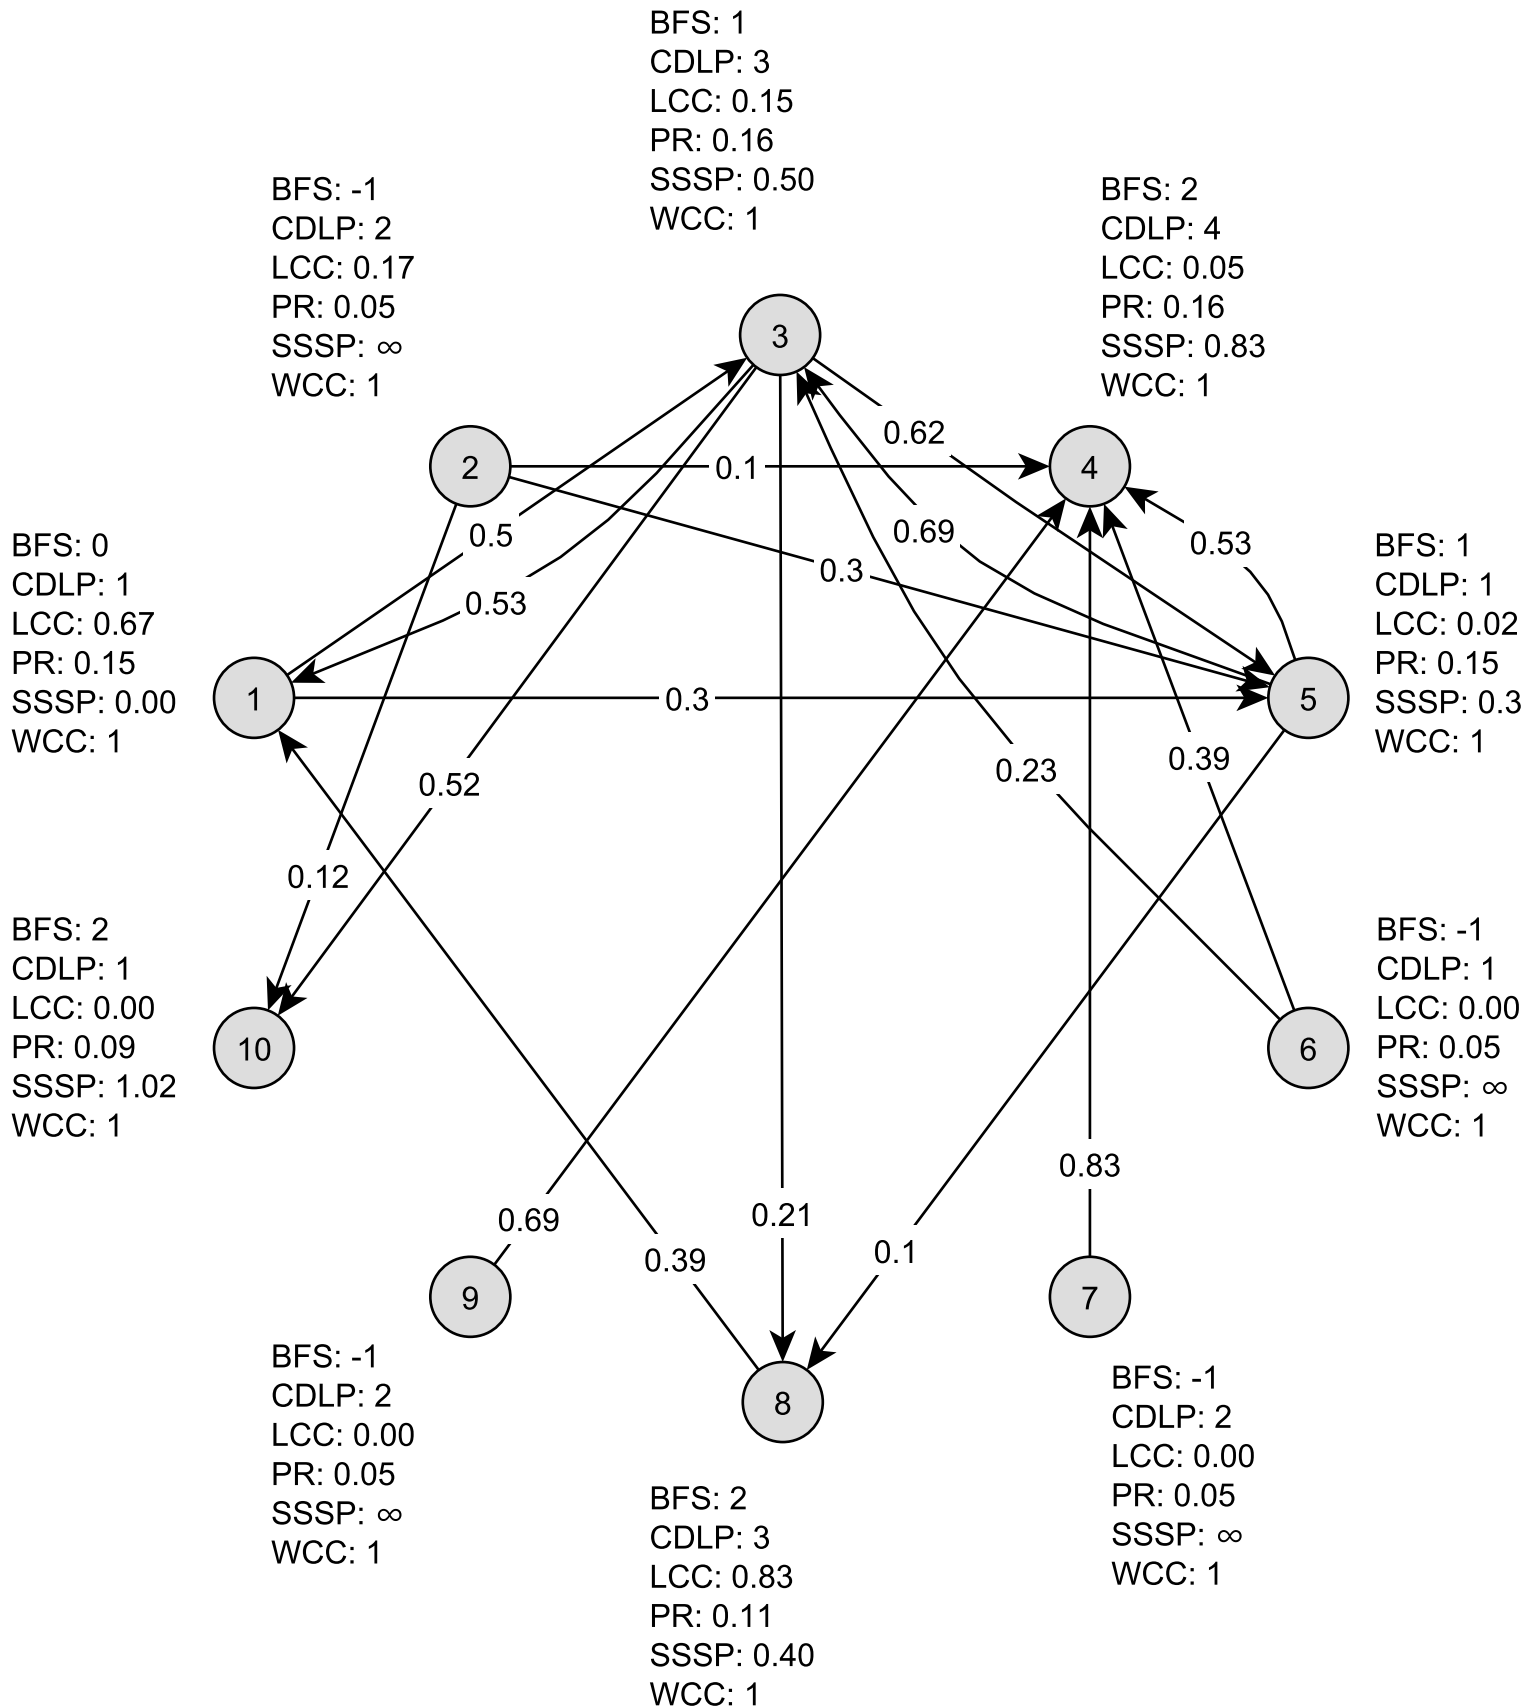 BFS: 1
CDLP: 3
LCC: 0.15
PR: 0.16
SSSP: 0.50
WCC: 1
BFS: -1
CDLP: 2
LCC: 0.17
PR: 0.05
SSSP: ∞
WCC: 1
BFS: 2
CDLP: 4
LCC: 0.05
PR: 0.16
SSSP: 0.83
WCC: 1
3
0.62
2
0.1
4
0.5
0.69
0.53
0.3
0.53
BFS: 0
CDLP: 1
LCC: 0.67
PR: 0.15
SSSP: 0.00
WCC: 1
1
0.3
5
BFS: 1
CDLP: 1
LCC: 0.02
PR: 0.15
SSSP: 0.3
WCC: 1
0.52
0.23
0.39
0.12
BFS: 2
CDLP: 1
LCC: 0.00
PR: 0.09
SSSP: 1.02
WCC: 1
10
6
BFS: -1
CDLP: 1
LCC: 0.00
PR: 0.05
SSSP: ∞
WCC: 1
0.83
0.69
0.21
0.39
0.1
9
7
8
BFS: -1
CDLP: 2
LCC: 0.00
PR: 0.05
SSSP: ∞
WCC: 1
BFS: -1
CDLP: 2
LCC: 0.00
PR: 0.05
SSSP: ∞
WCC: 1
BFS: 2
CDLP: 3
LCC: 0.83
PR: 0.11
SSSP: 0.40
WCC: 1